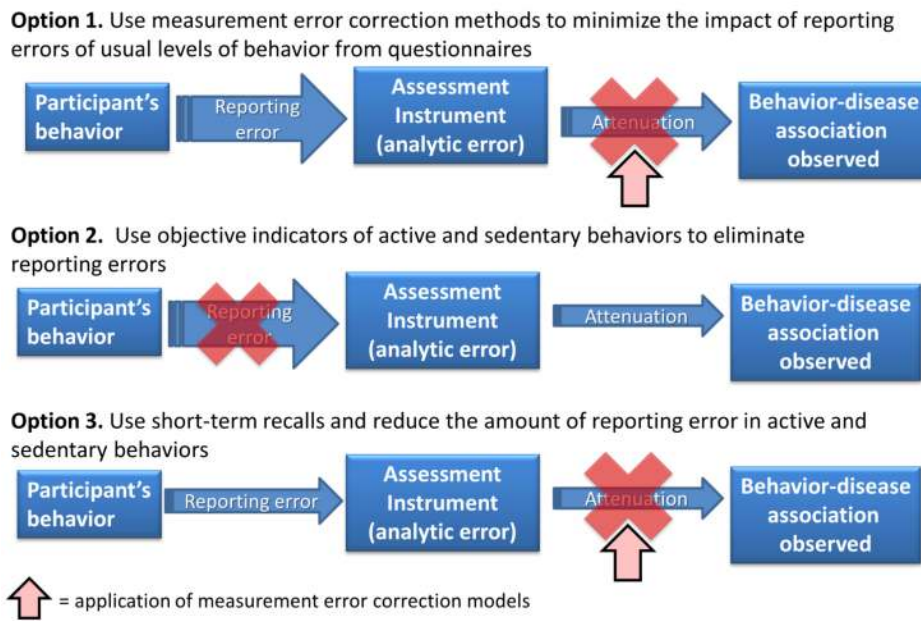 Option 1. Use measurement error correction methods to minimize the impact of reporting
errors of usual levels of behavior from questionnaires
Participant's
behavior
Reporting
error
Assessment
Instrument
(analytic error)
Attenuation
Behavior-disease
association
observed
Option 2. Use objective indicators of active and sedentary behaviors to eliminate
reporting errors
Participant's
behavior
Reporting
error
Assessment
Instrument
(analytic error)
Attenuation
Behavior-disease
association
observed
Option 3. Use short-term recalls and reduce the amount of reporting error in active and
sedentary behaviors
Participant's
behavior
Reporting error
Assessment
Instrument
(analytic error)
Attenuation
Behavior-disease
association
observed
= application of measurement error correction models